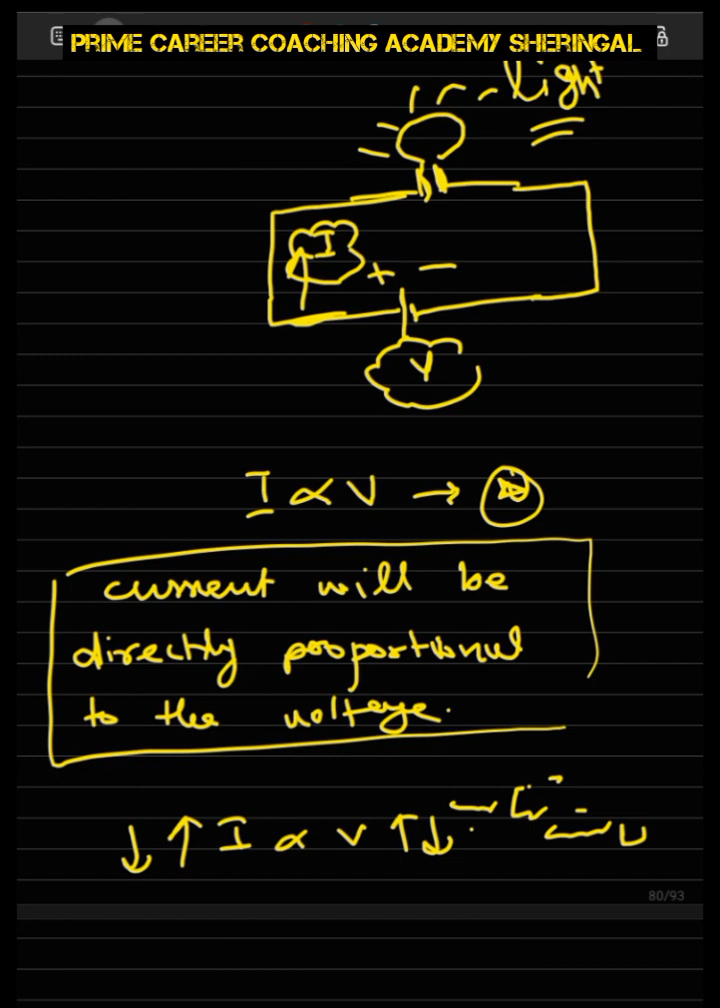 PRIME CAREER COACHING ACADEMY SHERINGAL
Light
I
+ −
V
I ∝ V →
current will be
directly proportional
to the voltage.
↓ ↑ I ∝ V ↑ ↓
80/93